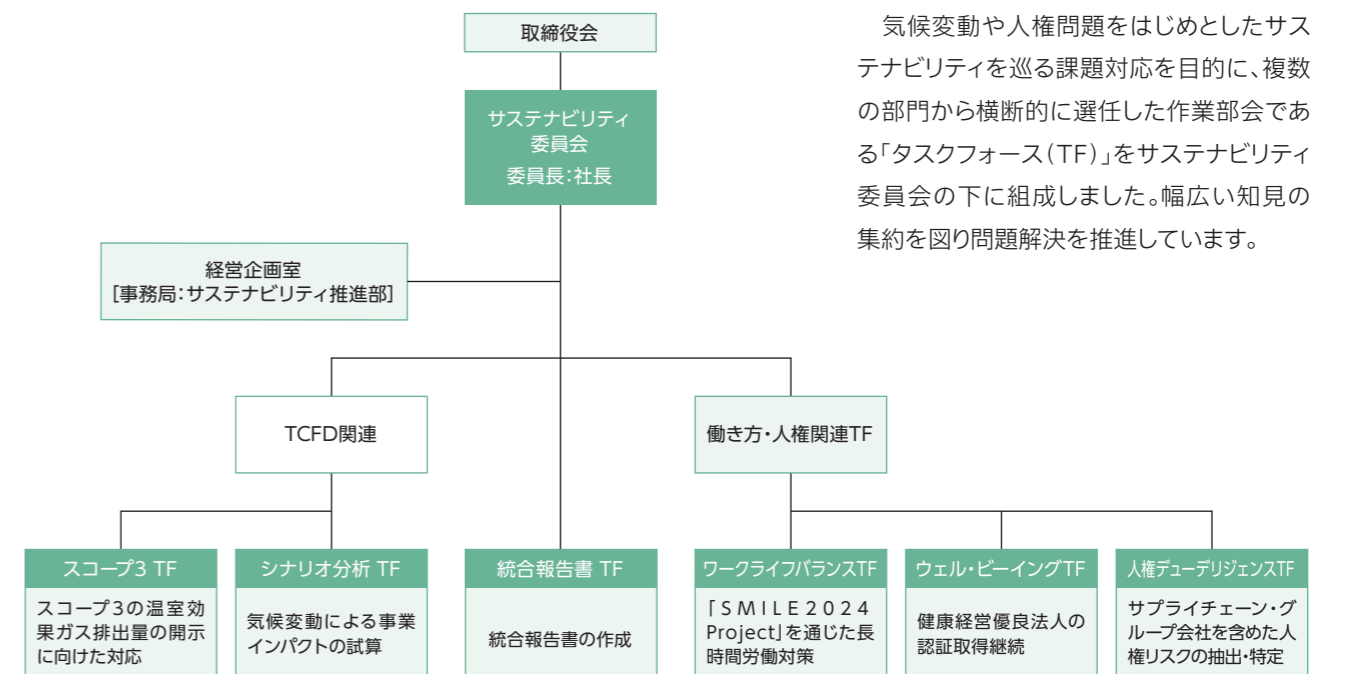 取締役会
サステナビリティ
委員会
委員長：社長
気候変動や人権問題をはじめとしたサス
テナビリティを巡る課題対応を目的に、複数
の部門から横断的に選任した作業部会であ
る「タスクフォース（TF）」をサステナビリティ
委員会の下に組成しました。幅広い知見の
集約を図り問題解決を推進しています。
経営企画室
［事務局：サステナビリティ推進部］
TCFD関連
働き方・人権関連TF
スコープ3 TF
スコープ3の温室効
果ガス排出量の開示
に向けた対応
シナリオ分析 TF
気候変動による事業
インパクトの試算
統合報告書 TF
統合報告書の作成
ワークライフバランスTF
「SMILE2024
Project」を通じた長
時間労働対策
ウェル・ビーイングTF
健康経営優良法人の
認証取得継続
人権デューデリジェンスTF
サプライチェーン・グ
ループ会社を含めた人
権リスクの抽出・特定